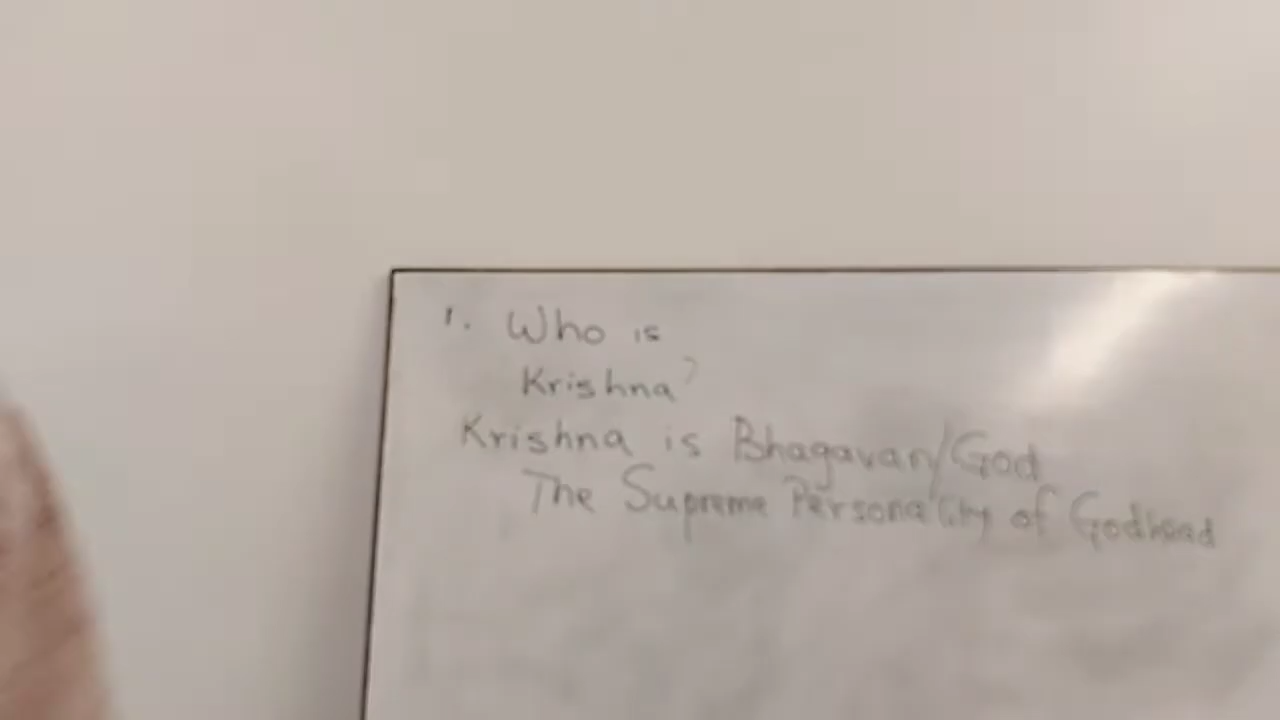 1. Who is
Krishna?
Krishna is Bhagavan/God
The Supreme Personality of Godhead